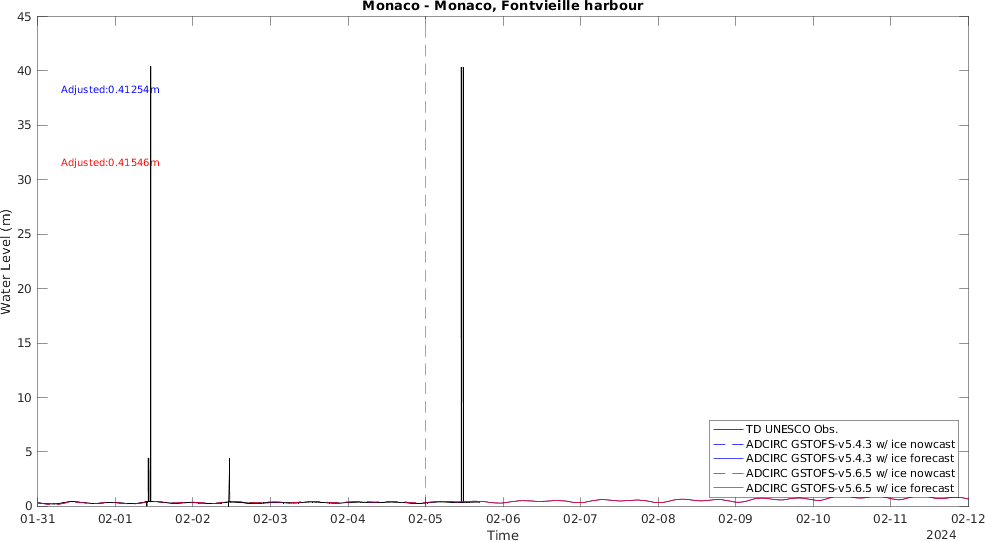 Monaco - Monaco, Fontvieille harbour
45
40
35
30
25
20
15
10
5
0
Water Level (m)
Adjusted:0.41254m
Adjusted:0.41546m
TD UNESCO Obs.
ADCIRC GSTOFS-v5.4.3 w/ ice nowcast
ADCIRC GSTOFS-v5.4.3 w/ ice forecast
ADCIRC GSTOFS-v5.6.5 w/ ice nowcast
ADCIRC GSTOFS-v5.6.5 w/ ice forecast
01-31 02-01 02-02 02-03 02-04 02-05 02-06 02-07 02-08 02-09 02-10 02-11 02-12
Time
2024